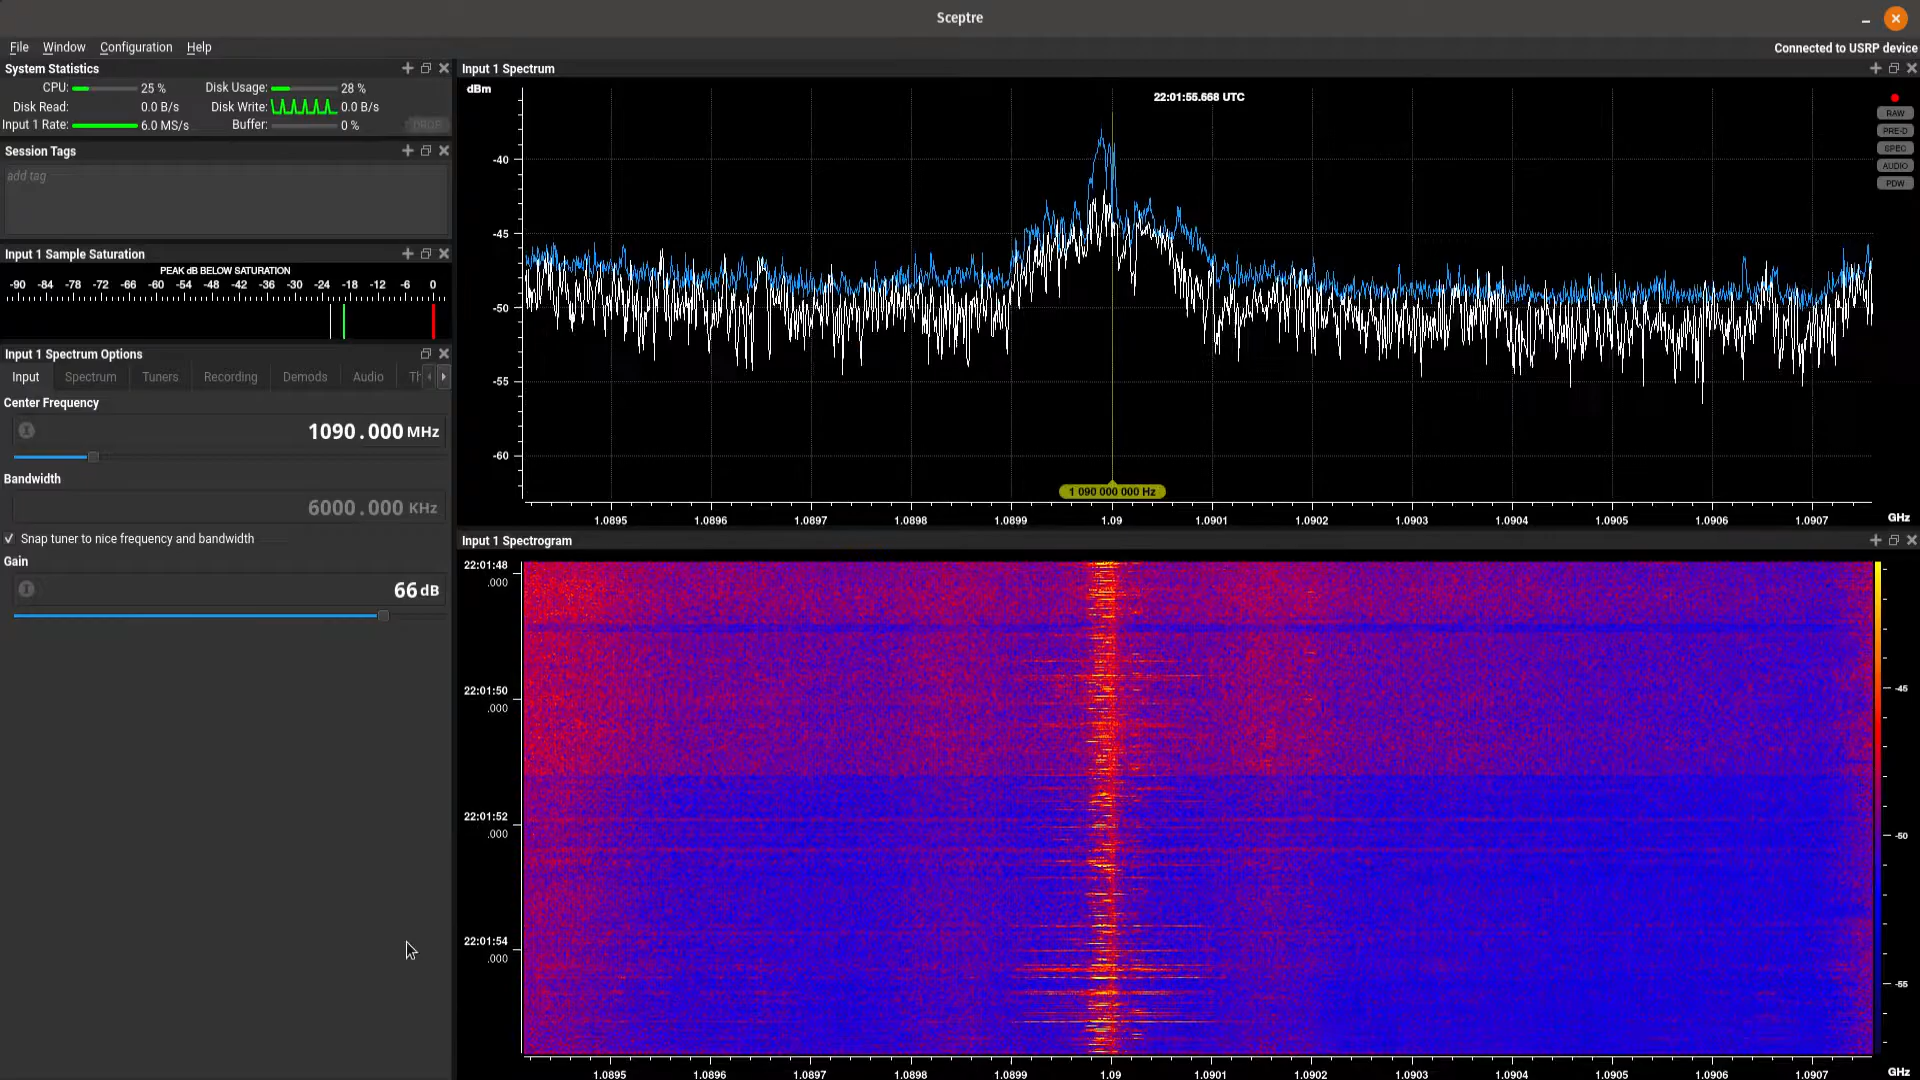 Sceptre
File Window Configuration Help
Connected to USRP device
System Statistics
CPU: 25 % Disk Usage: 28 %
Disk Read: 0.0 B/s Disk Write: 0.0 B/s
Input 1 Rate: 6.0 MS/s Buffer: 0 % DROP
Session Tags
add tag
Input 1 Sample Saturation
PEAK dB BELOW SATURATION
-90 -84 -78 -72 -66 -60 -54 -48 -42 -36 -30 -24 -18 -12 -6 0
Input 1 Spectrum Options
Input Spectrum Tuners Recording Demods Audio Th
Center Frequency
1090.000 MHz
Bandwidth
6000.000 KHz
✓ Snap tuner to nice frequency and bandwidth
Gain
66 dB
Input 1 Spectrum
dBm
22:01:55.668 UTC
RAW
PRE-D
SPEC
AUDIO
PDW
-40
-45
-50
-55
-60
1 090 000 000 Hz
1.0895 1.0896 1.0897 1.0898 1.0899 1.09 1.0901 1.0902 1.0903 1.0904 1.0905 1.0906 1.0907 GHz
Input 1 Spectrogram
22:01:48
.000
22:01:50
.000
22:01:52
.000
22:01:54
.000
-45
-50
-55
1.0895 1.0896 1.0897 1.0898 1.0899 1.09 1.0901 1.0902 1.0903 1.0904 1.0905 1.0906 1.0907 GHz